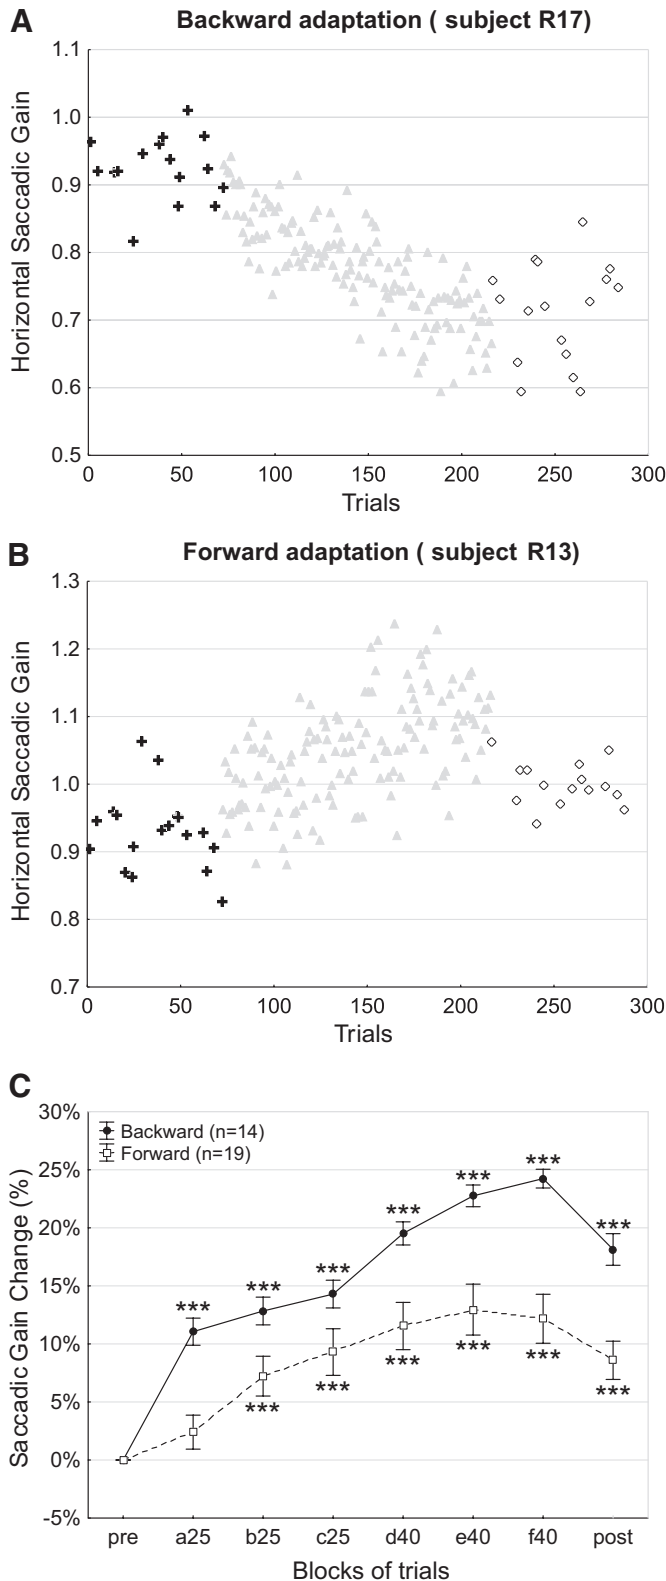 A
Backward adaptation ( subject R17)
Horizontal Saccadic Gain
1.1
1.0
0.9
0.8
0.7
0.6
0.5
0 50 100 150 200 250 300
Trials
B
Forward adaptation ( subject R13)
Horizontal Saccadic Gain
1.3
1.2
1.1
1.0
0.9
0.8
0.7
0 50 100 150 200 250 300
Trials
C
Saccadic Gain Change (%)
30%
25%
20%
15%
10%
5%
0%
-5%
Backward (n=14)
Forward (n=19)
*** *** *** *** *** *** ***
*** *** *** *** *** ***
pre a25 b25 c25 d40 e40 f40 post
Blocks of trials